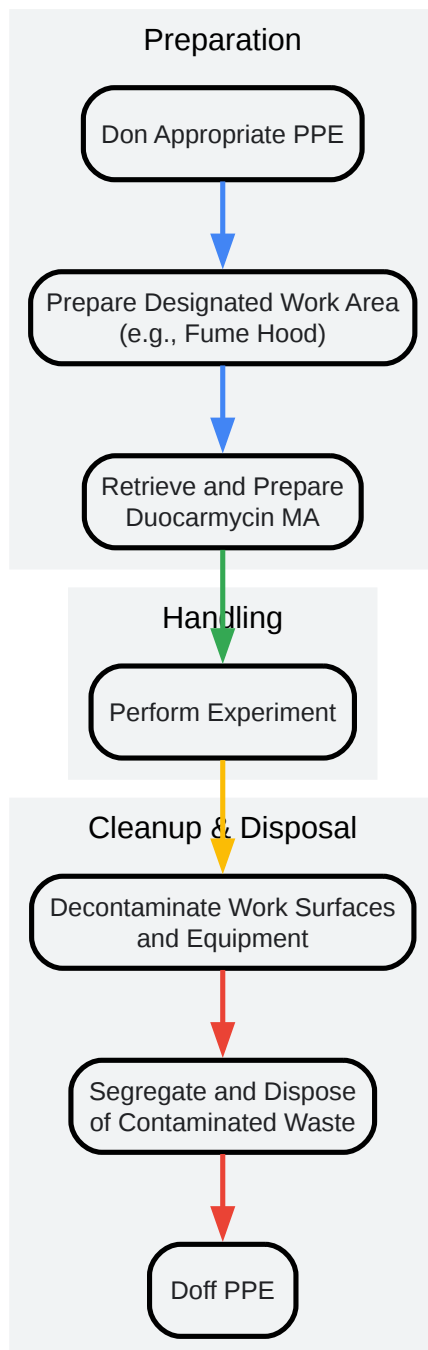 Preparation
Don Appropriate PPE
Prepare Designated Work Area
(e.g., Fume Hood)
Retrieve and Prepare
Duocarmycin MA
Handling
Perform Experiment
Cleanup & Disposal
Decontaminate Work Surfaces
and Equipment
Segregate and Dispose
of Contaminated Waste
Doff PPE